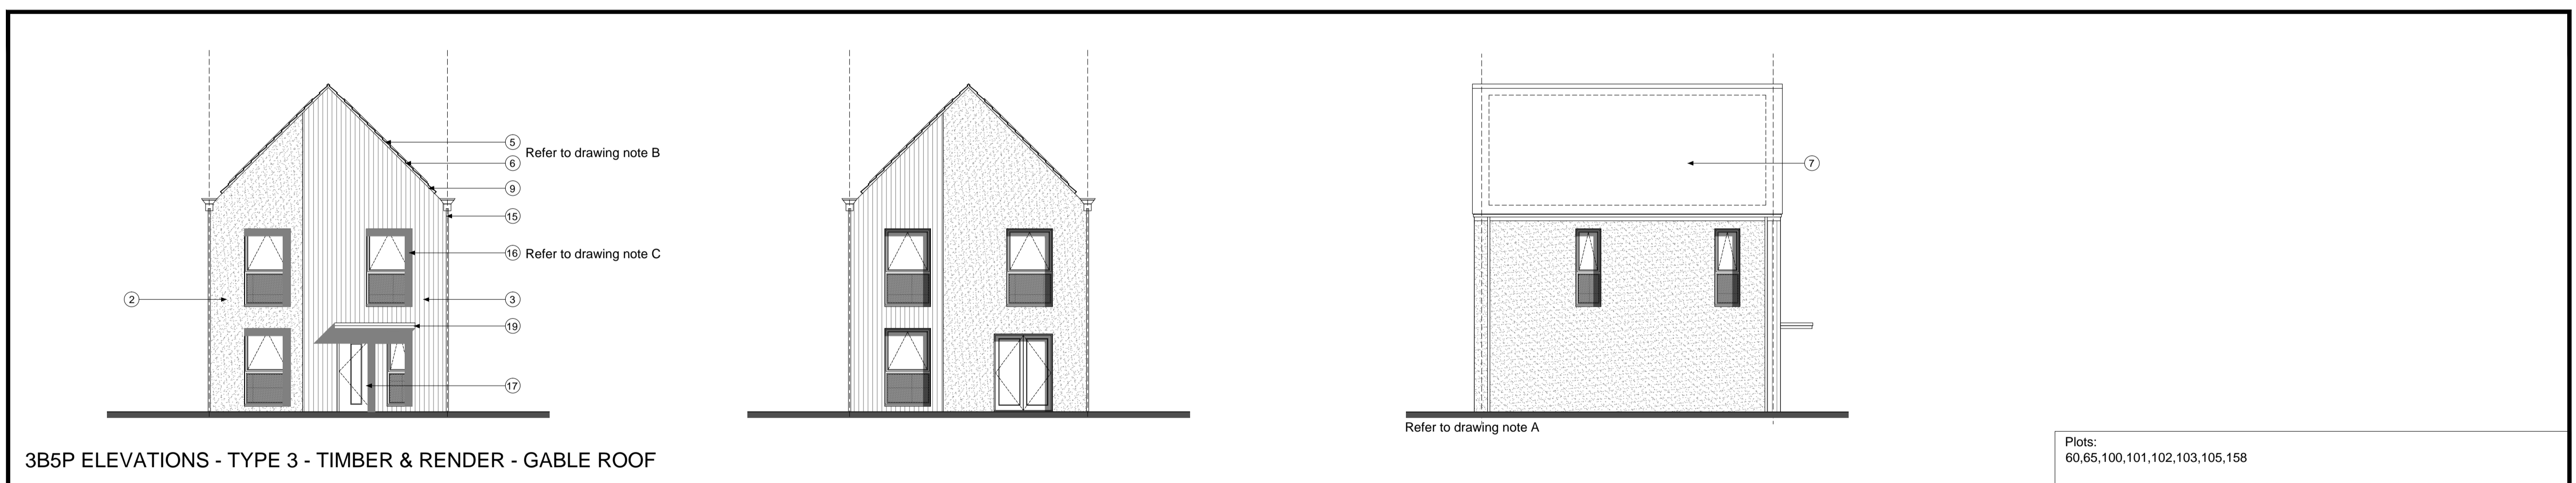 5
Refer to drawing note B
6
9
15
16 Refer to drawing note C
2
3
19
17
7
Refer to drawing note A
3B5P ELEVATIONS - TYPE 3 - TIMBER & RENDER - GABLE ROOF
Plots:
60,65,100,101,102,103,105,158